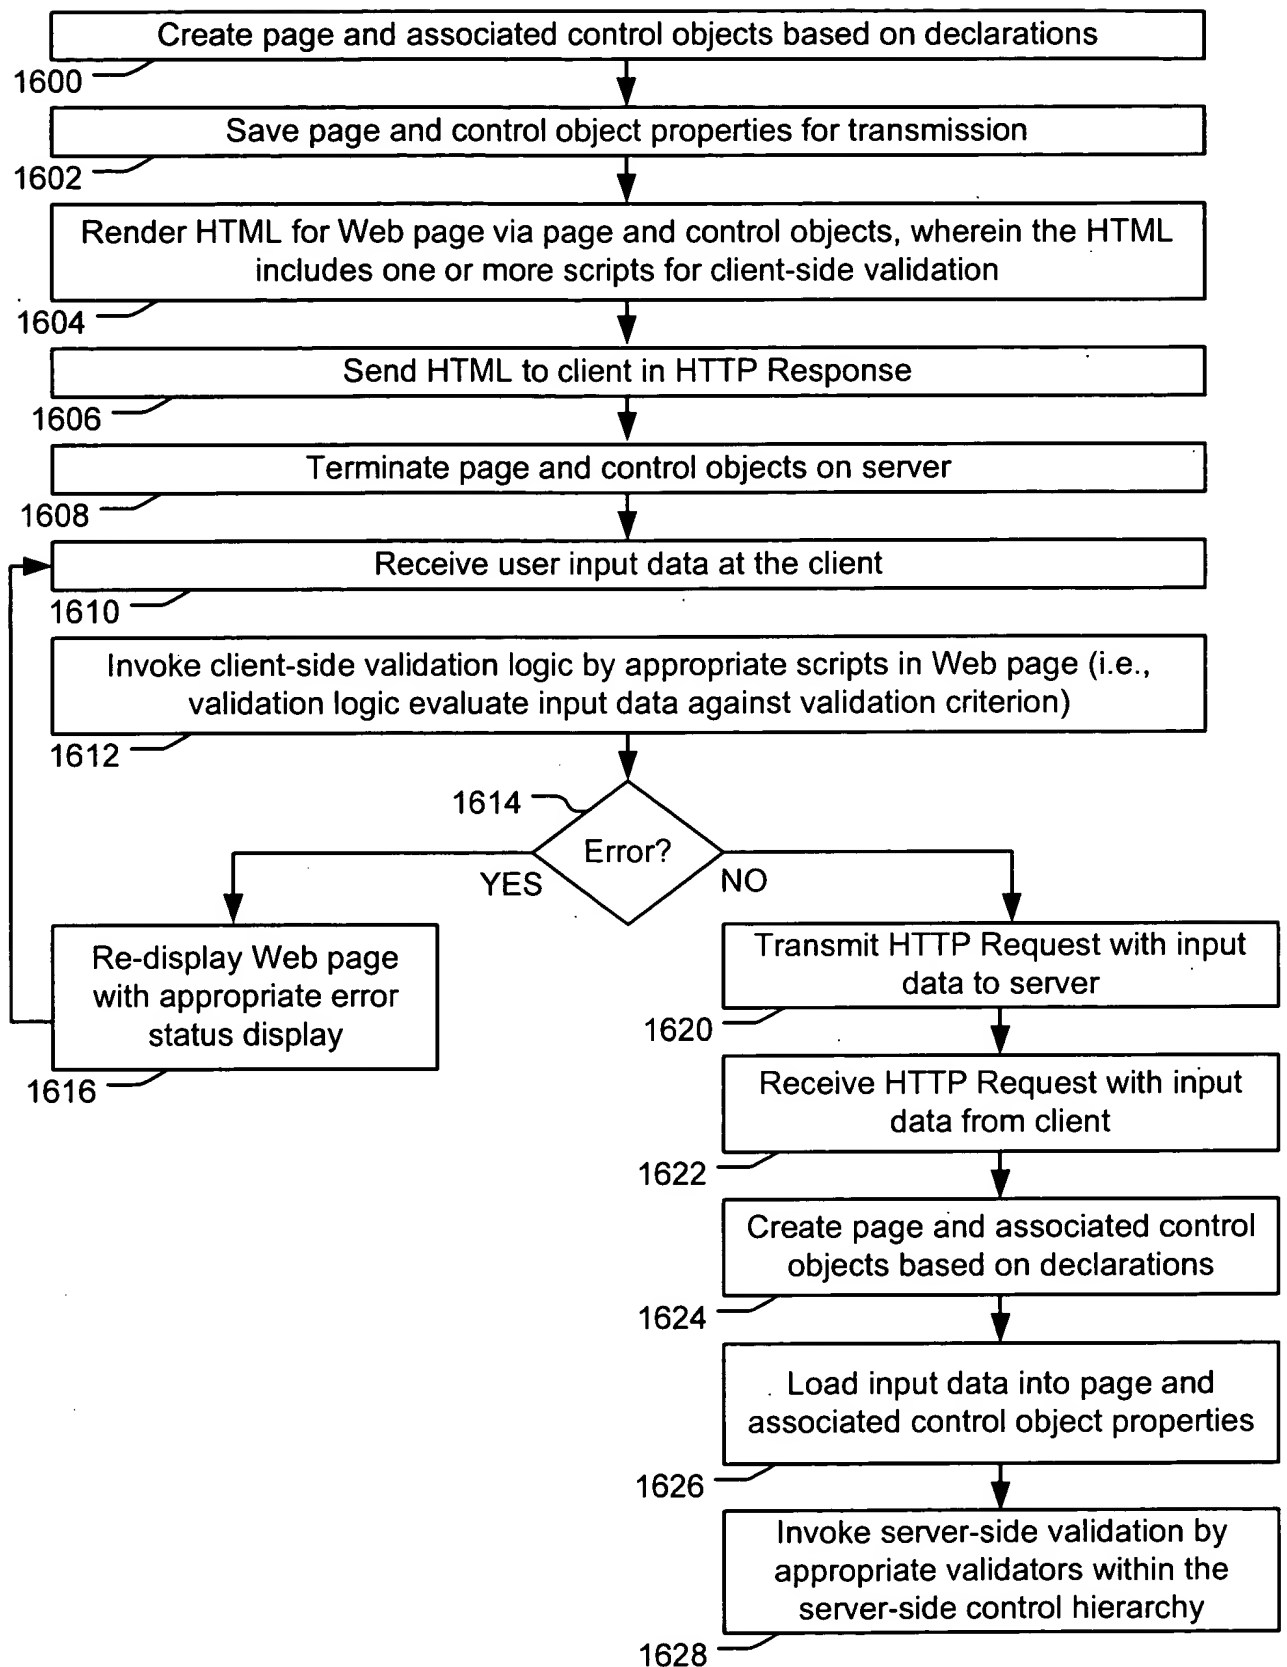 Create page and associated control objects based on declarations
1600
Save page and control object properties for transmission
1602
Render HTML for Web page via page and control objects, wherein the HTML
includes one or more scripts for client-side validation
1604
Send HTML to client in HTTP Response
1606
Terminate page and control objects on server
1608
Receive user input data at the client
1610
Invoke client-side validation logic by appropriate scripts in Web page (i.e.,
validation logic evaluate input data against validation criterion)
1612
1614
Error?
YES
NO
Re-display Web page
with appropriate error
status display
1616
Transmit HTTP Request with input
data to server
1620
Receive HTTP Request with input
data from client
1622
Create page and associated control
objects based on declarations
1624
Load input data into page and
associated control object properties
1626
Invoke server-side validation by
appropriate validators within the
server-side control hierarchy
1628